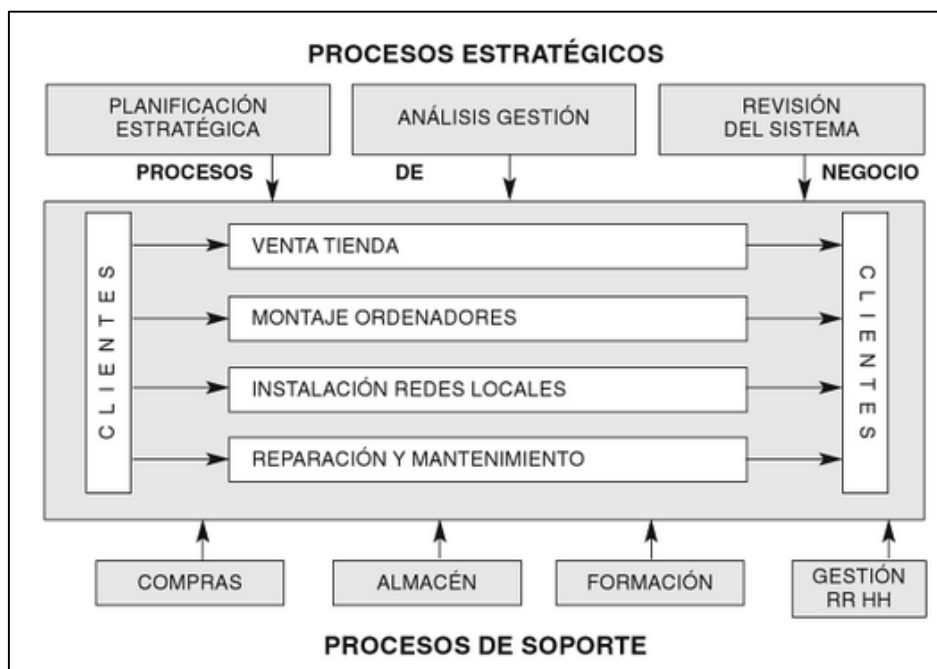 PROCESOS ESTRATÉGICOS
PLANIFICACIÓN
ESTRATÉGICA
ANÁLISIS GESTIÓN
REVISIÓN
DEL SISTEMA
PROCESOS DE NEGOCIO
CLIENTES
VENTA TIENDA
MONTAJE ORDENADORES
INSTALACIÓN REDES LOCALES
REPARACIÓN Y MANTENIMIENTO
CLIENTES
COMPRAS
ALMACÉN
FORMACIÓN
GESTIÓN
RR HH
PROCESOS DE SOPORTE